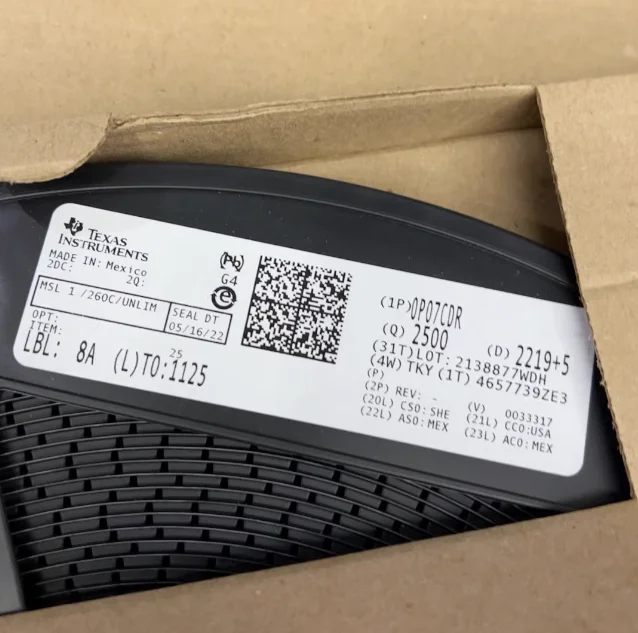 TEXAS
INSTRUMENTS
MADE IN: Mexico
2DC: 2Q:
Pb
G4
e
MSL 1 /260C/UNLIM
SEAL DT
05/16/22
OPT:
ITEM:
LBL: 8A (L)TO:1125
25
(1P)OP07CDR
(Q) 2500 (D) 2219+5
(31T)LOT: 2138877WDH
(4W) TKY (1T) 4657739ZE3
(P)
(2P) REV: - (V) 0033317
(20L) CSO: SHE (21L) CCO:USA
(22L) ASO: MEX (23L) ACO: MEX